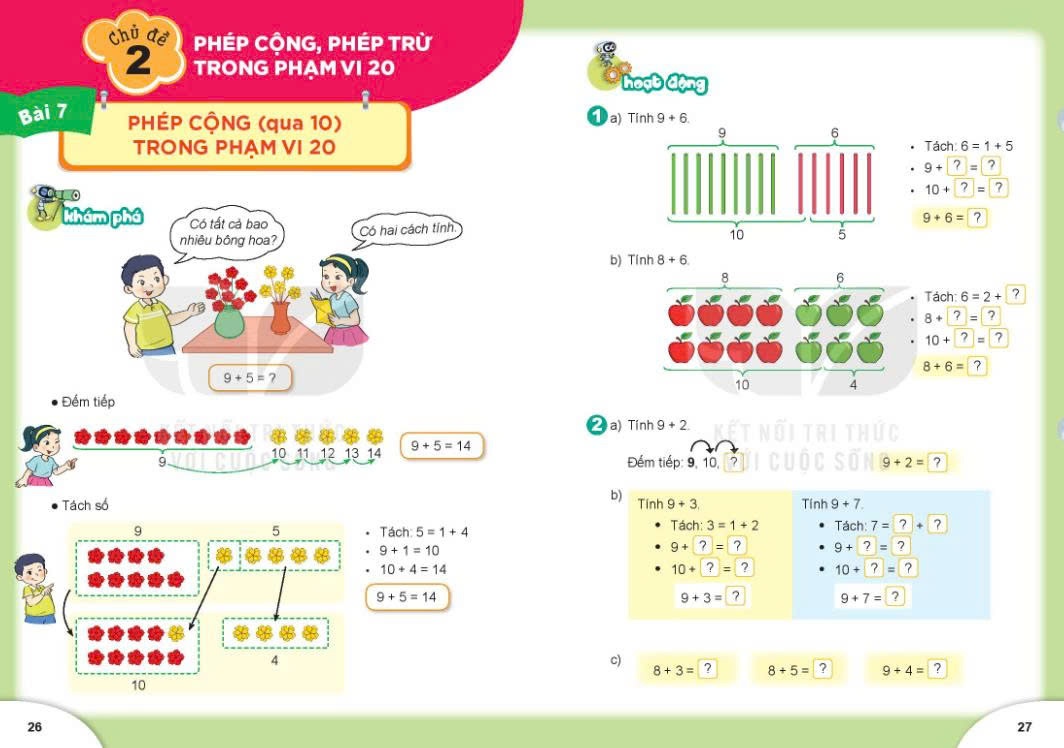 Chủ đề
2
PHÉP CỘNG, PHÉP TRỪ
TRONG PHẠM VI 20
Bài 7
PHÉP CỘNG (qua 10)
TRONG PHẠM VI 20
khám phá
Có tất cả bao
nhiêu bông hoa?
Có hai cách tính.
9 + 5 = ?
• Đếm tiếp
9
10 11 12 13 14
9 + 5 = 14
• Tách số
9
5
• Tách: 5 = 1 + 4
• 9 + 1 = 10
• 10 + 4 = 14
9 + 5 = 14
4
10
26
KẾT NỐI TRI THỨC
VỚI CUỘC SỐNG
hoạt động
1 a) Tính 9 + 6.
9
6
10
5
• Tách: 6 = 1 + 5
• 9 + ? = ?
• 10 + ? = ?
9 + 6 = ?
b) Tính 8 + 6.
8
6
10
4
• Tách: 6 = 2 + ?
• 8 + ? = ?
• 10 + ? = ?
8 + 6 = ?
2 a) Tính 9 + 2.
Đếm tiếp: 9, 10, ?
9 + 2 = ?
KẾT NỐI TRI THỨC
VỚI CUỘC SỐNG
b)
Tính 9 + 3.
• Tách: 3 = 1 + 2
• 9 + ? = ?
• 10 + ? = ?
9 + 3 = ?
Tính 9 + 7.
• Tách: 7 = ? + ?
• 9 + ? = ?
• 10 + ? = ?
9 + 7 = ?
c)
8 + 3 = ?
8 + 5 = ?
9 + 4 = ?
27